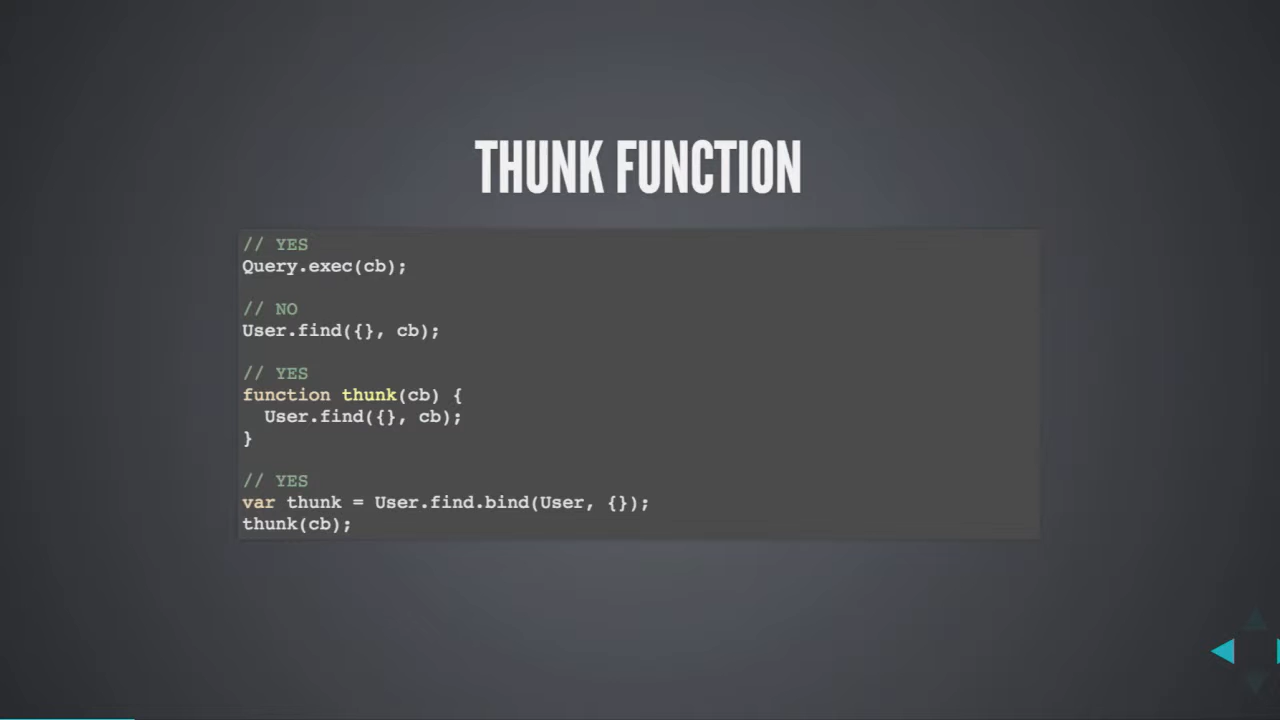 THUNK FUNCTION
// YES
Query.exec(cb);
// NO
User.find({}, cb);
// YES
function thunk(cb) {
  User.find({}, cb);
}
// YES
var thunk = User.find.bind(User, {});
thunk(cb);